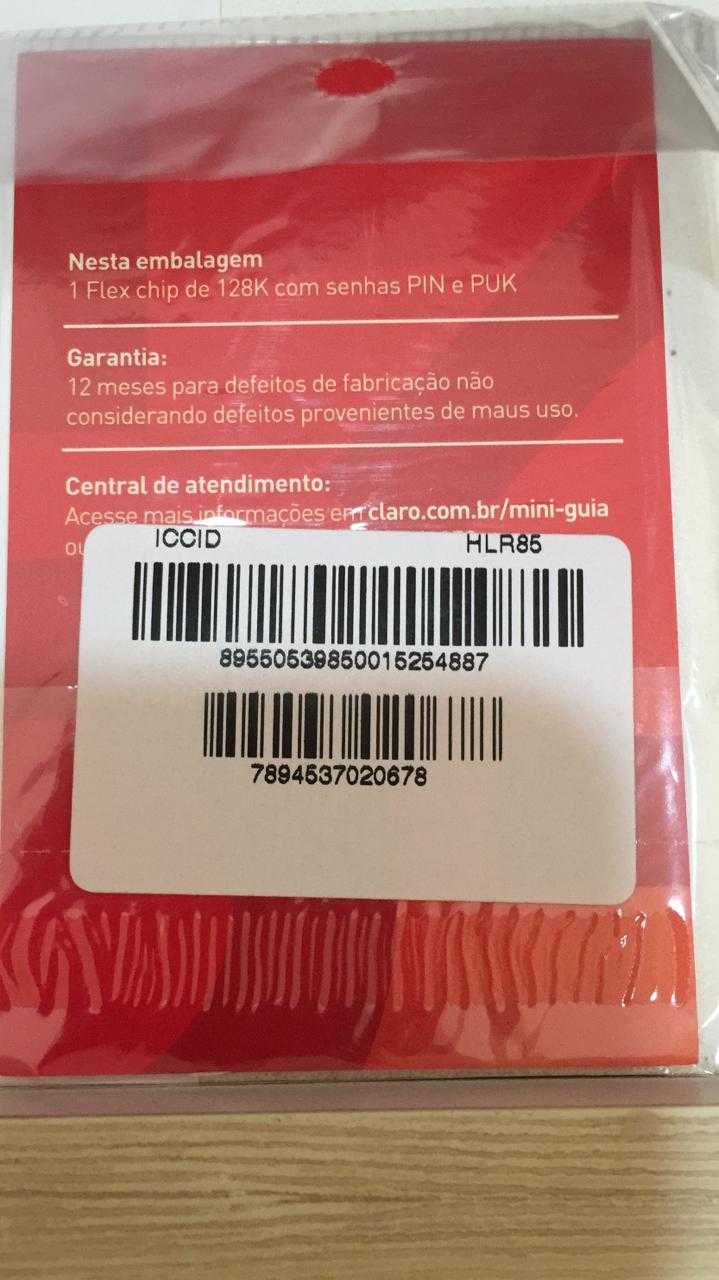 Nesta embalagem
1 Flex chip de 128K com senhas PIN e PUK
Garantia:
12 meses para defeitos de fabricação não
considerando defeitos provenientes de maus uso.
Central de atendimento:
Acesse mais informações em claro.com.br/mini-guia
ICCID HLR85
89550539850015254887
7894537020678